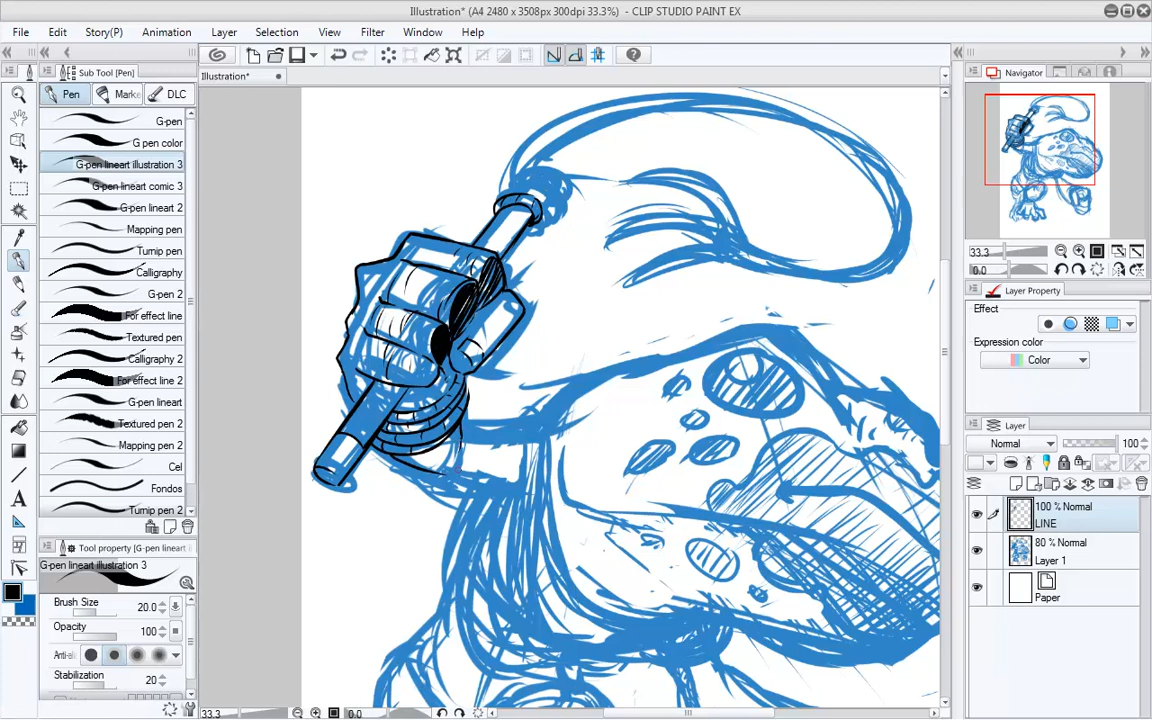 Illustration* (A4 2480 x 3508px 300dpi 33.3%) - CLIP STUDIO PAINT EX
File Edit Story(P) Animation Layer Selection View Filter Window Help
Sub Tool [Pen]
Illustration*
Navigator
Pen Marke DLC
G-pen
G pen color
G-pen lineart illustration 3
G-pen lineart comic 3
G-pen lineart 2
Mapping pen
Turnip pen
Calligraphy
G-pen 2
For effect line
Textured pen
Calligraphy 2
For effect line 2
G-pen lineart
Textured pen 2
Mapping pen 2
Cel
Fondos
Turnip pen 2
Tool property [G-pen lineart i
G-pen lineart illustration 3
Brush Size 20.0
Opacity 100
Stabilization 20
33.3 0.0
33.3
0.0
Layer Property
Effect
Expression color
Color
Layer
Normal 100
100 % Normal
LINE
80 % Normal
Layer 1
Paper